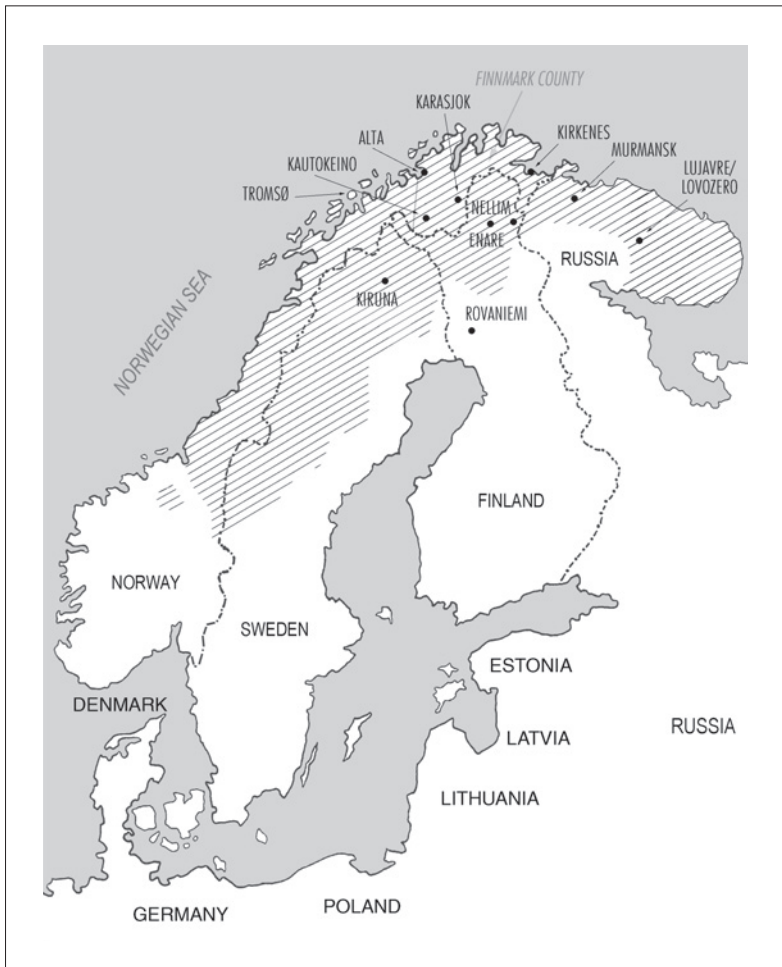 FINNMARK COUNTY
KARASJOK
ALTA
KIRKENES
KAUTOKEINO
MURMANSK
LUJAVRE/
LOVOZERO
TROMSØ
NELLIM
ENARE
RUSSIA
KIRUNA
ROVANIEMI
NORWEGIAN SEA
FINLAND
NORWAY
SWEDEN
ESTONIA
DENMARK
RUSSIA
LATVIA
LITHUANIA
POLAND
GERMANY